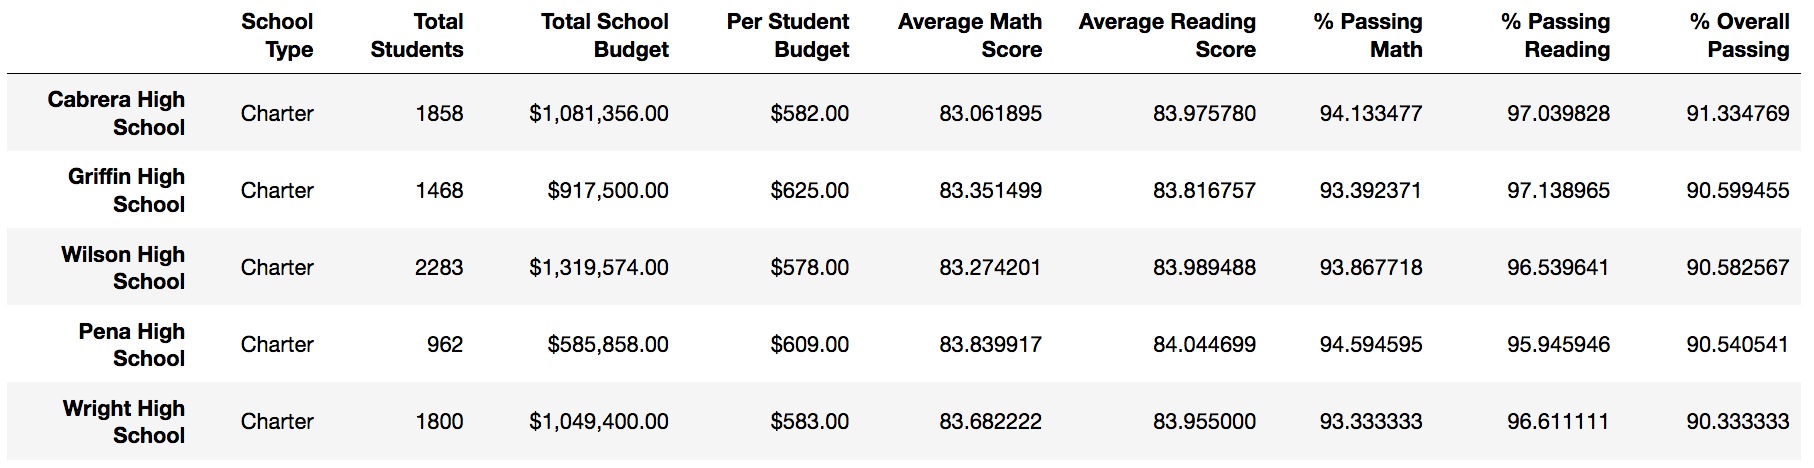 School Type Total Students Total School Budget Per Student Budget Average Math Score Average Reading Score % Passing Math % Passing Reading % Overall Passing
Cabrera High School Charter 1858 $1,081,356.00 $582.00 83.061895 83.975780 94.133477 97.039828 91.334769
Griffin High School Charter 1468 $917,500.00 $625.00 83.351499 83.816757 93.392371 97.138965 90.599455
Wilson High School Charter 2283 $1,319,574.00 $578.00 83.274201 83.989488 93.867718 96.539641 90.582567
Pena High School Charter 962 $585,858.00 $609.00 83.839917 84.044699 94.594595 95.945946 90.540541
Wright High School Charter 1800 $1,049,400.00 $583.00 83.682222 83.955000 93.333333 96.611111 90.333333